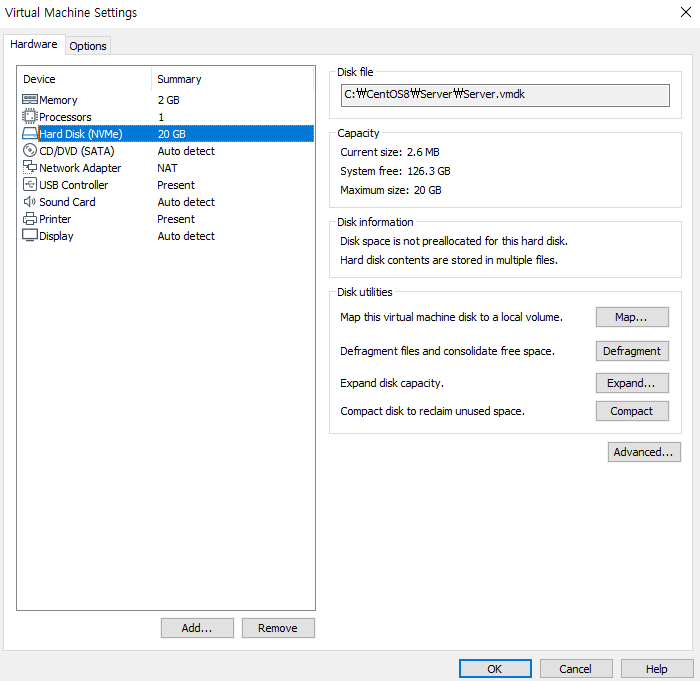 Virtual Machine Settings
Hardware Options
Device Summary
Memory 2 GB
Processors 1
Hard Disk (NVMe) 20 GB
CD/DVD (SATA) Auto detect
Network Adapter NAT
USB Controller Present
Sound Card Auto detect
Printer Present
Display Auto detect
Add... Remove
Disk file
C:₩CentOS8₩Server₩Server.vmdk
Capacity
Current size: 2.6 MB
System free: 126.3 GB
Maximum size: 20 GB
Disk information
Disk space is not preallocated for this hard disk.
Hard disk contents are stored in multiple files.
Disk utilities
Map this virtual machine disk to a local volume. Map...
Defragment files and consolidate free space. Defragment
Expand disk capacity. Expand...
Compact disk to reclaim unused space. Compact
Advanced...
OK Cancel Help